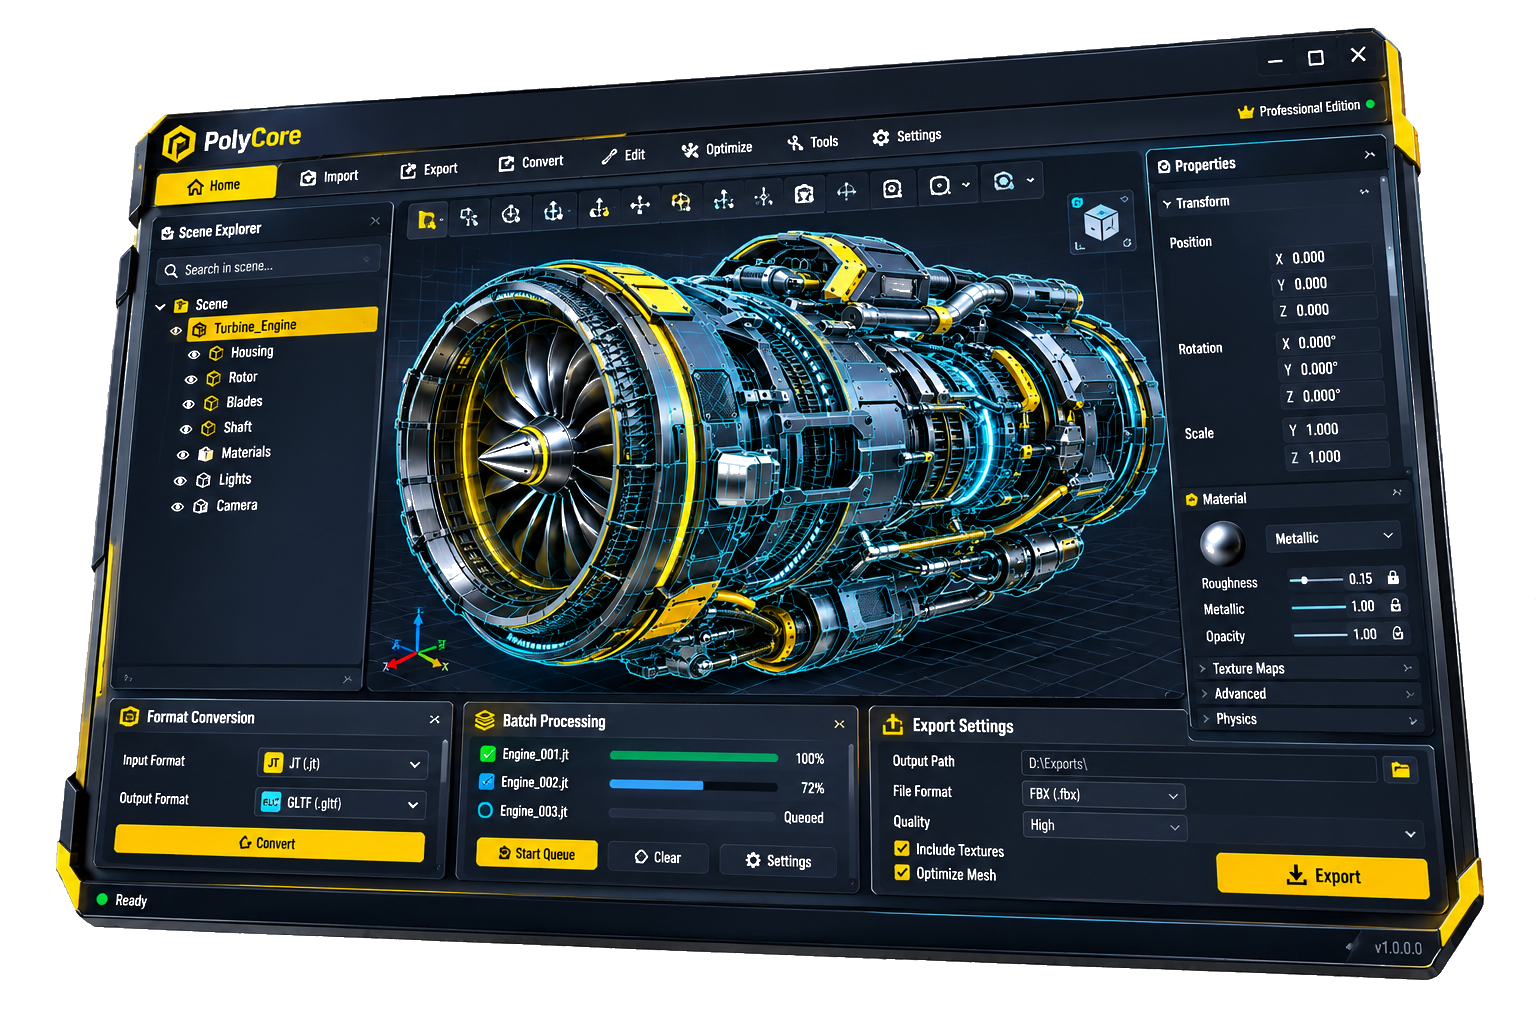 PolyCore
Professional Edition
Home
Import
Export
Convert
Edit
Optimize
Tools
Settings
Scene Explorer
Search in scene...
Scene
Turbine_Engine
Housing
Rotor
Blades
Shaft
Materials
Lights
Camera
Properties
Transform
Position
X 0.000
Y 0.000
Z 0.000
Rotation
X 0.000°
Y 0.000°
Z 0.000°
Scale
Y 1.000
Z 1.000
Material
Metallic
Roughness 0.15
Metallic 1.00
Opacity 1.00
Texture Maps
Advanced
Physics
Format Conversion
Input Format
JT JT (.jt)
Output Format
GLTF (.gltf)
Convert
Batch Processing
Engine_001.jt 100%
Engine_002.jt 72%
Engine_003.jt Queued
Start Queue
Clear
Settings
Export Settings
Output Path D:\Exports\
File Format FBX (.fbx)
Quality High
Include Textures
Optimize Mesh
Export
Ready
v1.0.0.0